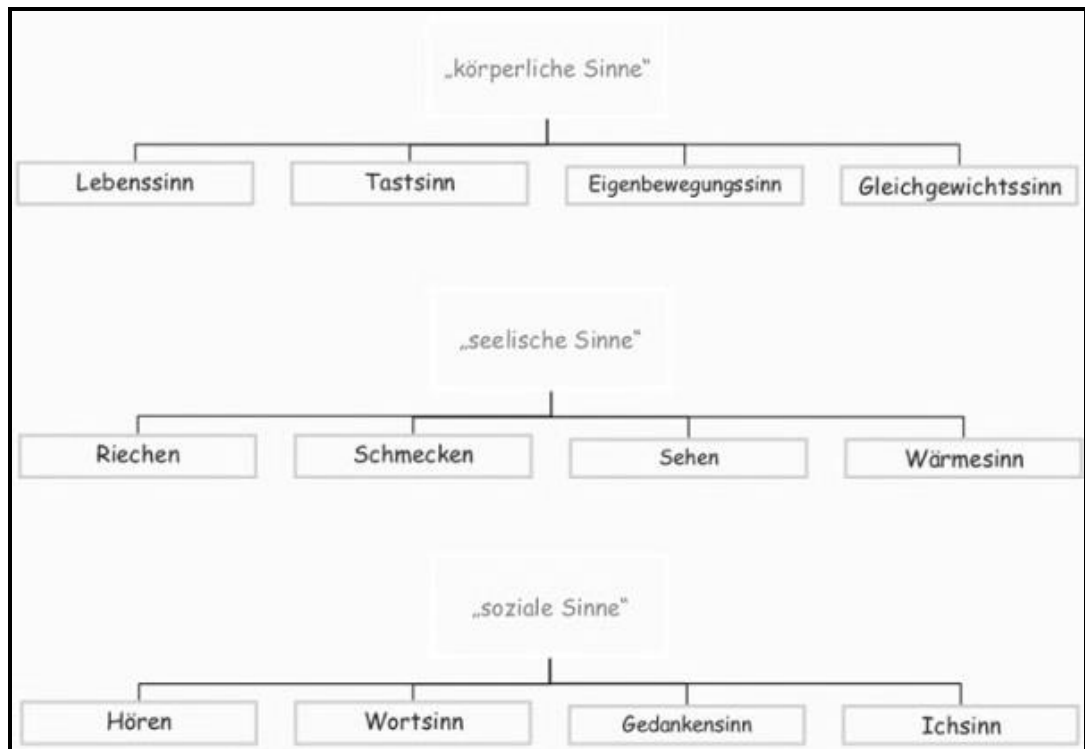 „körperliche Sinne“
Lebenssinn
Tastsinn
Eigenbewegungssinn
Gleichgewichtssinn
„seelische Sinne“
Riechen
Schmecken
Sehen
Wärmesinn
„soziale Sinne“
Hören
Wortsinn
Gedankensinn
Ichsinn